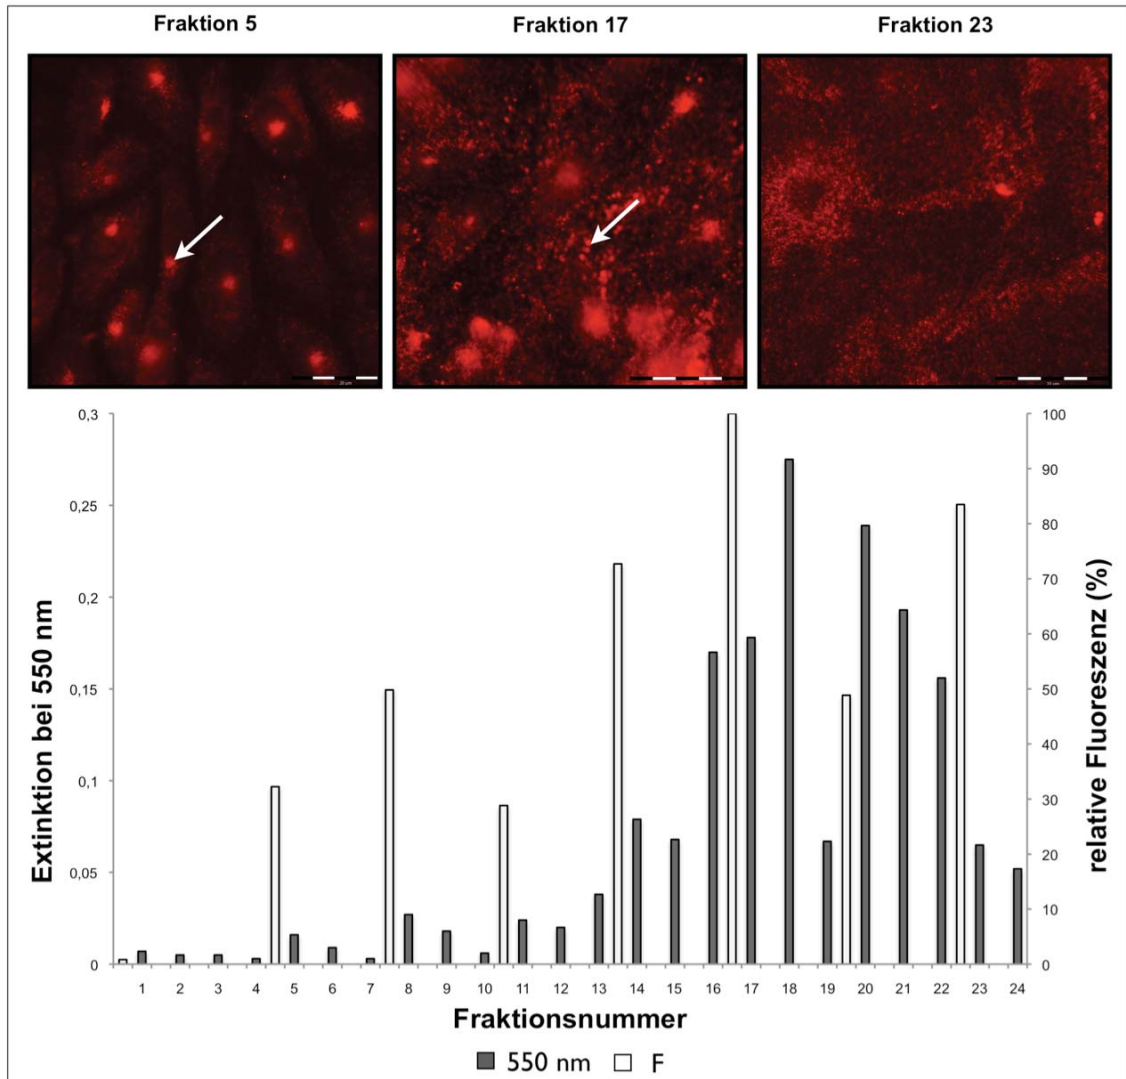 Fraktion 5
Fraktion 17
Fraktion 23
20 µm
0,3
0,25
0,2
0,15
0,1
0,05
0
Extinktion bei 550 nm
100
90
80
70
60
50
40
30
20
10
0
relative Fluoreszenz (%)
1 2 3 4 5 6 7 8 9 10 11 12 13 14 15 16 17 18 19 20 21 22 23 24
Fraktionsnummer
550 nm F